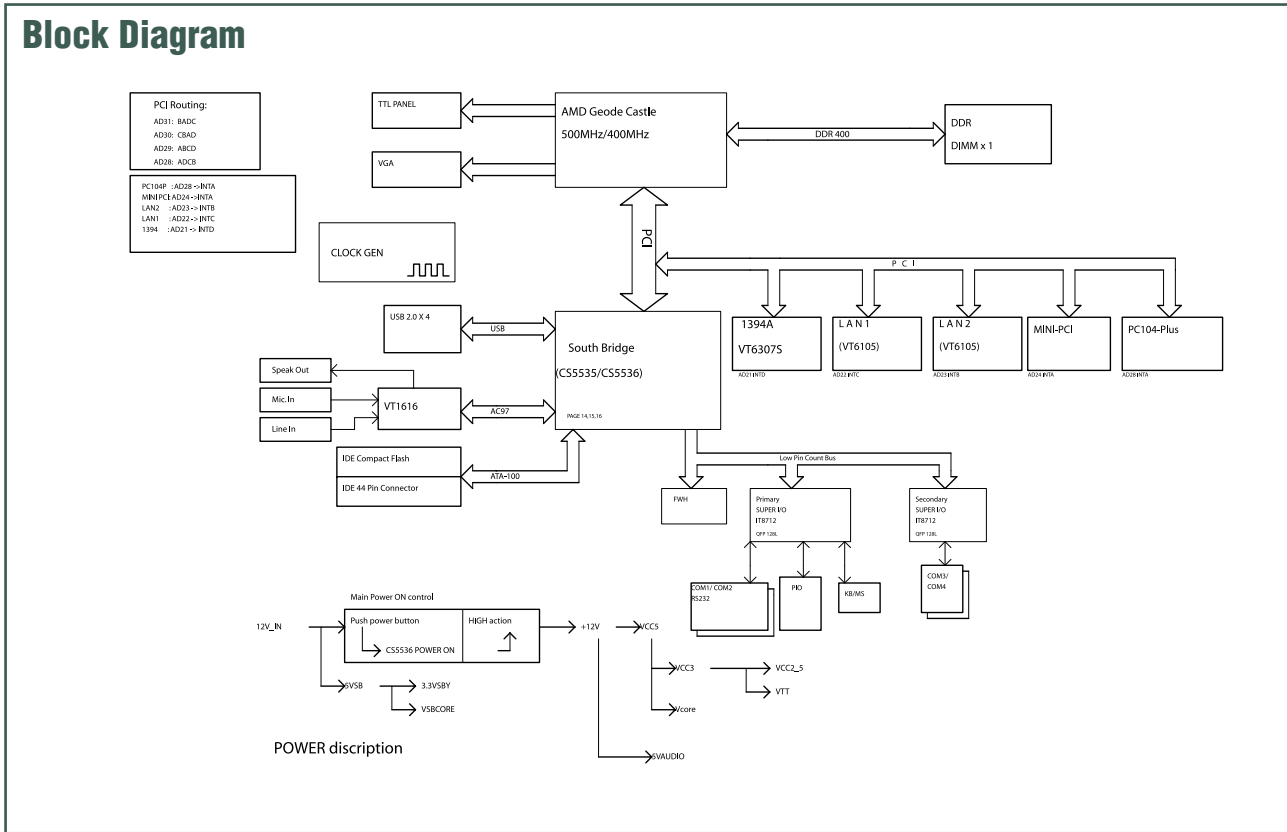 Block Diagram
PCI Routing:
AD31: BADC
AD30: CBAD
AD29: ABCD
AD28: ADCB
PC104P :AD28 ->INTA
MINIPCI:AD24 ->INTA
LAN2 :AD23-> INTB
LAN1 :AD22-> INTC
1394 :AD21-> INTD
TTL PANEL
VGA
AMD Geode Castle
500MHz/400MHz
DDR 400
DDR
DIMM x 1
CLOCK GEN
PCI
P C I
USB 2.0 X 4
USB
South Bridge
(CS5535/CS5536)
PAGE 14,15,16
1394A
VT6307S
AD21 INTD
L A N 1
(VT6105)
AD22 INTC
L A N 2
(VT6105)
AD23 INTB
MINI-PCI
AD24 INTA
PC104-Plus
AD28 INTA
Speak Out
Mic.In
Line In
VT1616
AC97
IDE Compact Flash
IDE 44 Pin Connector
ATA-100
Low Pin Count Bus
FWH
Primary
SUPER I/O
IT8712
QFP 128L
Secondary
SUPER I/O
IT8712
QFP 128L
COM1/ COM2
RS232
PIO
KB/MS
COM3/
COM4
Main Power ON control
12V_IN
Push power button
CS5536 POWER ON
HIGH action
+12V
VCC5
5VSB
3.3VSBY
VSBCORE
VCC3
VCC2_5
VTT
Vcore
5VAUDIO
POWER discription